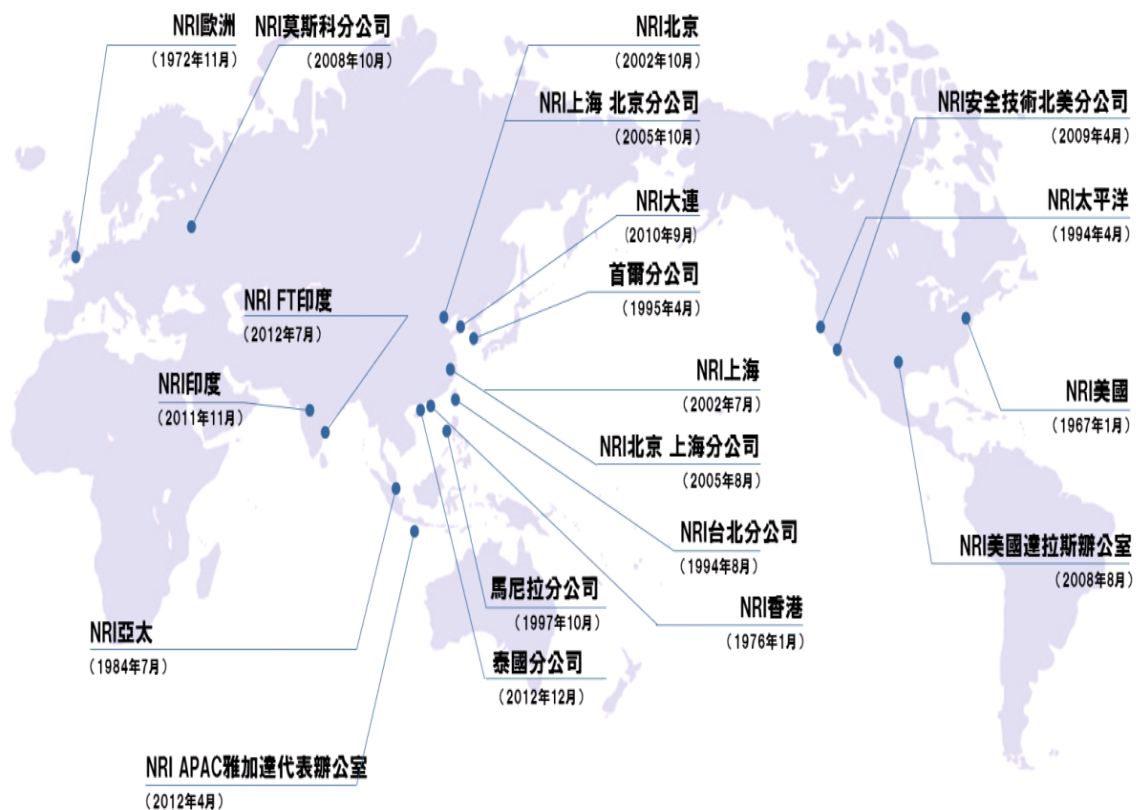 NRI歐洲
(1972年11月)
NRI莫斯科分公司
(2008年10月)
NRI北京
(2002年10月)
NRI上海 北京分公司
(2005年10月)
NRI安全技術北美分公司
(2009年4月)
NRI大連
(2010年9月)
NRI太平洋
(1994年4月)
首爾分公司
(1995年4月)
NRI FT印度
(2012年7月)
NRI印度
(2011年11月)
NRI上海
(2002年7月)
NRI美國
(1967年1月)
NRI北京 上海分公司
(2005年8月)
NRI台北分公司
(1994年8月)
NRI美國達拉斯辦公室
(2008年8月)
馬尼拉分公司
(1997年10月)
NRI香港
(1976年1月)
NRI亞太
(1984年7月)
泰國分公司
(2012年12月)
NRI APAC雅加達代表辦公室
(2012年4月)